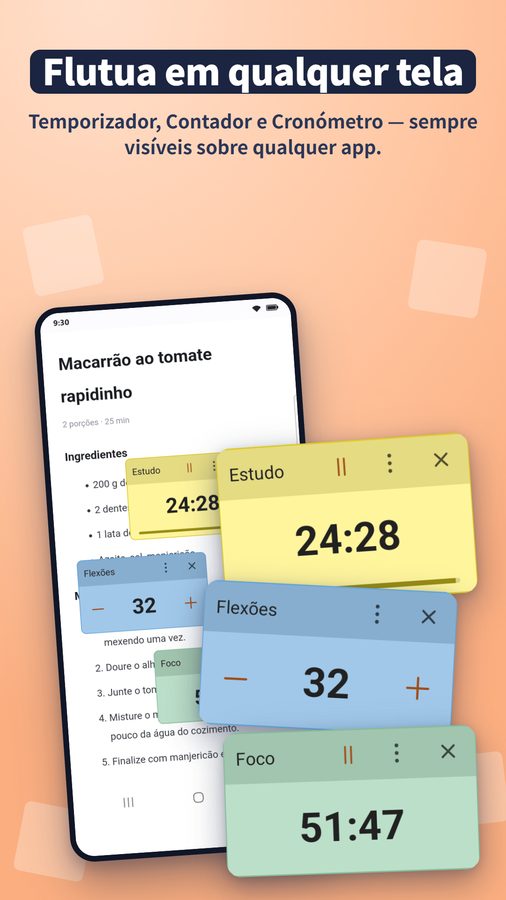 Flutua em qualquer tela
Temporizador, Contador e Cronómetro — sempre
visíveis sobre qualquer app.
9:30
Macarrão ao tomate
rapidinho
2 porções · 25 min
Ingredientes
• 200 g
• 2
• 1 lata
Estudo
24:28
Flexões
32
mexendo uma vez.
2. Doure o
3. Junte o
4. Misture o
pouco da água do cozimento.
5. Finalize com manjericão
Foco
Estudo
24:28
Flexões
32
Foco
51:47